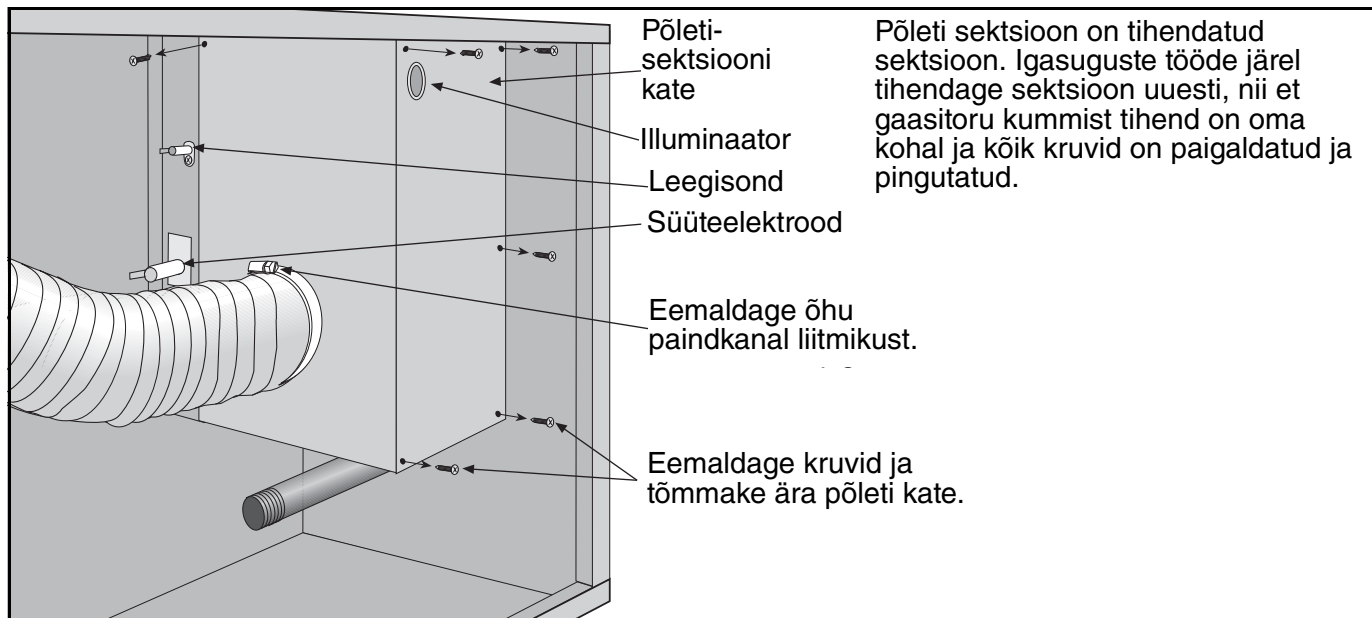 Põleti-
sektsiooni
kate
Illuminaator
Leegisond
Süüteelektrood
Eemaldage õhu
paindkanal liitmikust.
Eemaldage kruvid ja
tõmmake ära põleti kate.
Põleti sektsioon on tihendatud
sektsioon. Igasuguste tööde järel
tihendage sektsioon uuesti, nii et
gaasitoru kummist tihend on oma
kohal ja kõik kruvid on paigaldatud ja
pingutatud.